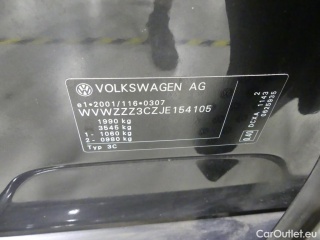 VOLKSWAGEN AG
e1*2001/116*0307
WVWZZZ3CZJE154105
1990 kg
3545 kg
1- 1060 kg
2- 0980 kg
Typ 3C
CarOutlet.eu